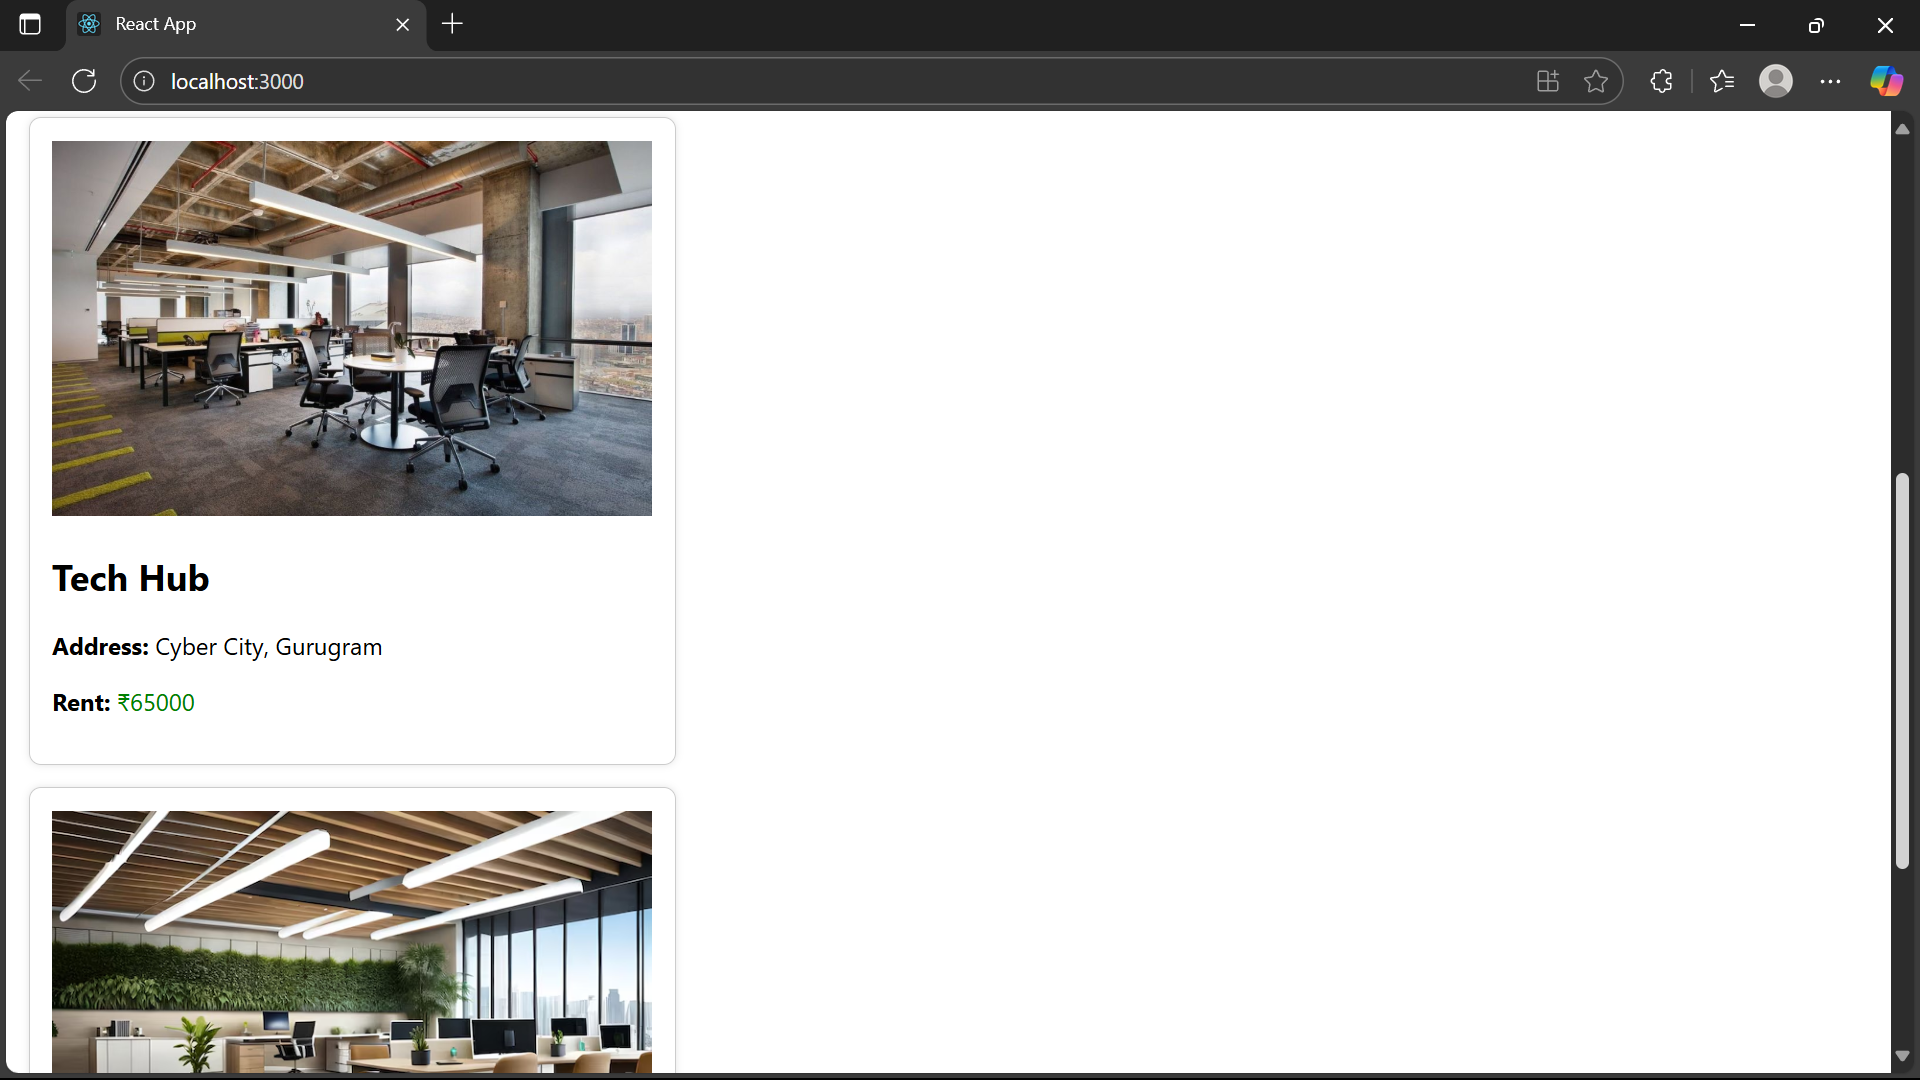 React App
localhost:3000
Tech Hub
Address: Cyber City, Gurugram
Rent: ₹65000